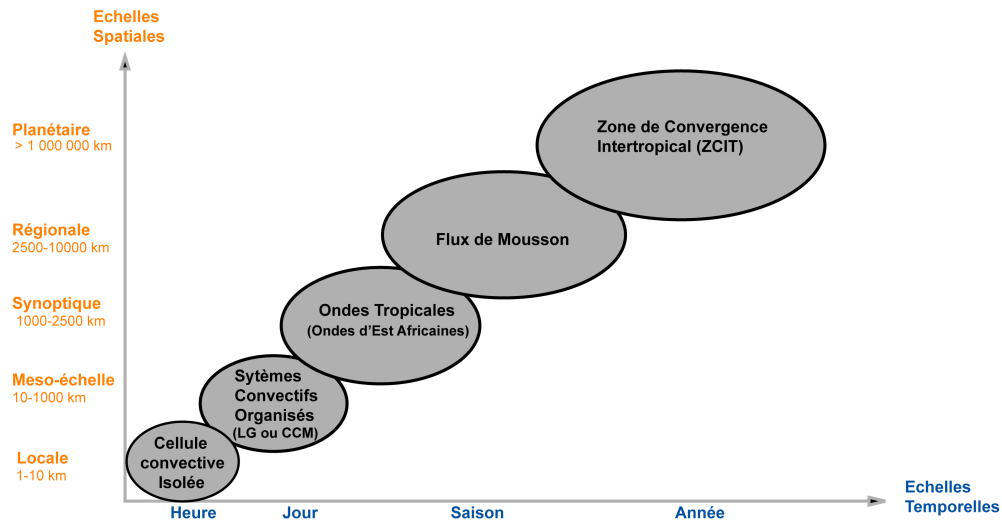 Echelles
Spatiales
Planétaire
> 1 000 000 km
Zone de Convergence
Intertropical (ZCIT)
Régionale
2500-10000 km
Flux de Mousson
Synoptique
1000-2500 km
Ondes Tropicales
(Ondes d'Est Africaines)
Meso-échelle
10-1000 km
Sytèmes
Convectifs
Organisés
(LG ou CCM)
Locale
1-10 km
Cellule
convective
Isolée
Heure
Jour
Saison
Année
Echelles
Temporelles